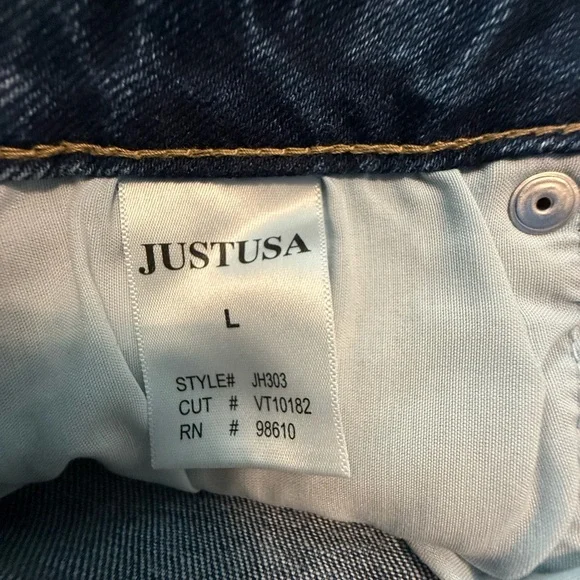 JUSTUSA
L
STYLE# JH303
CUT # VT10182
RN # 98610